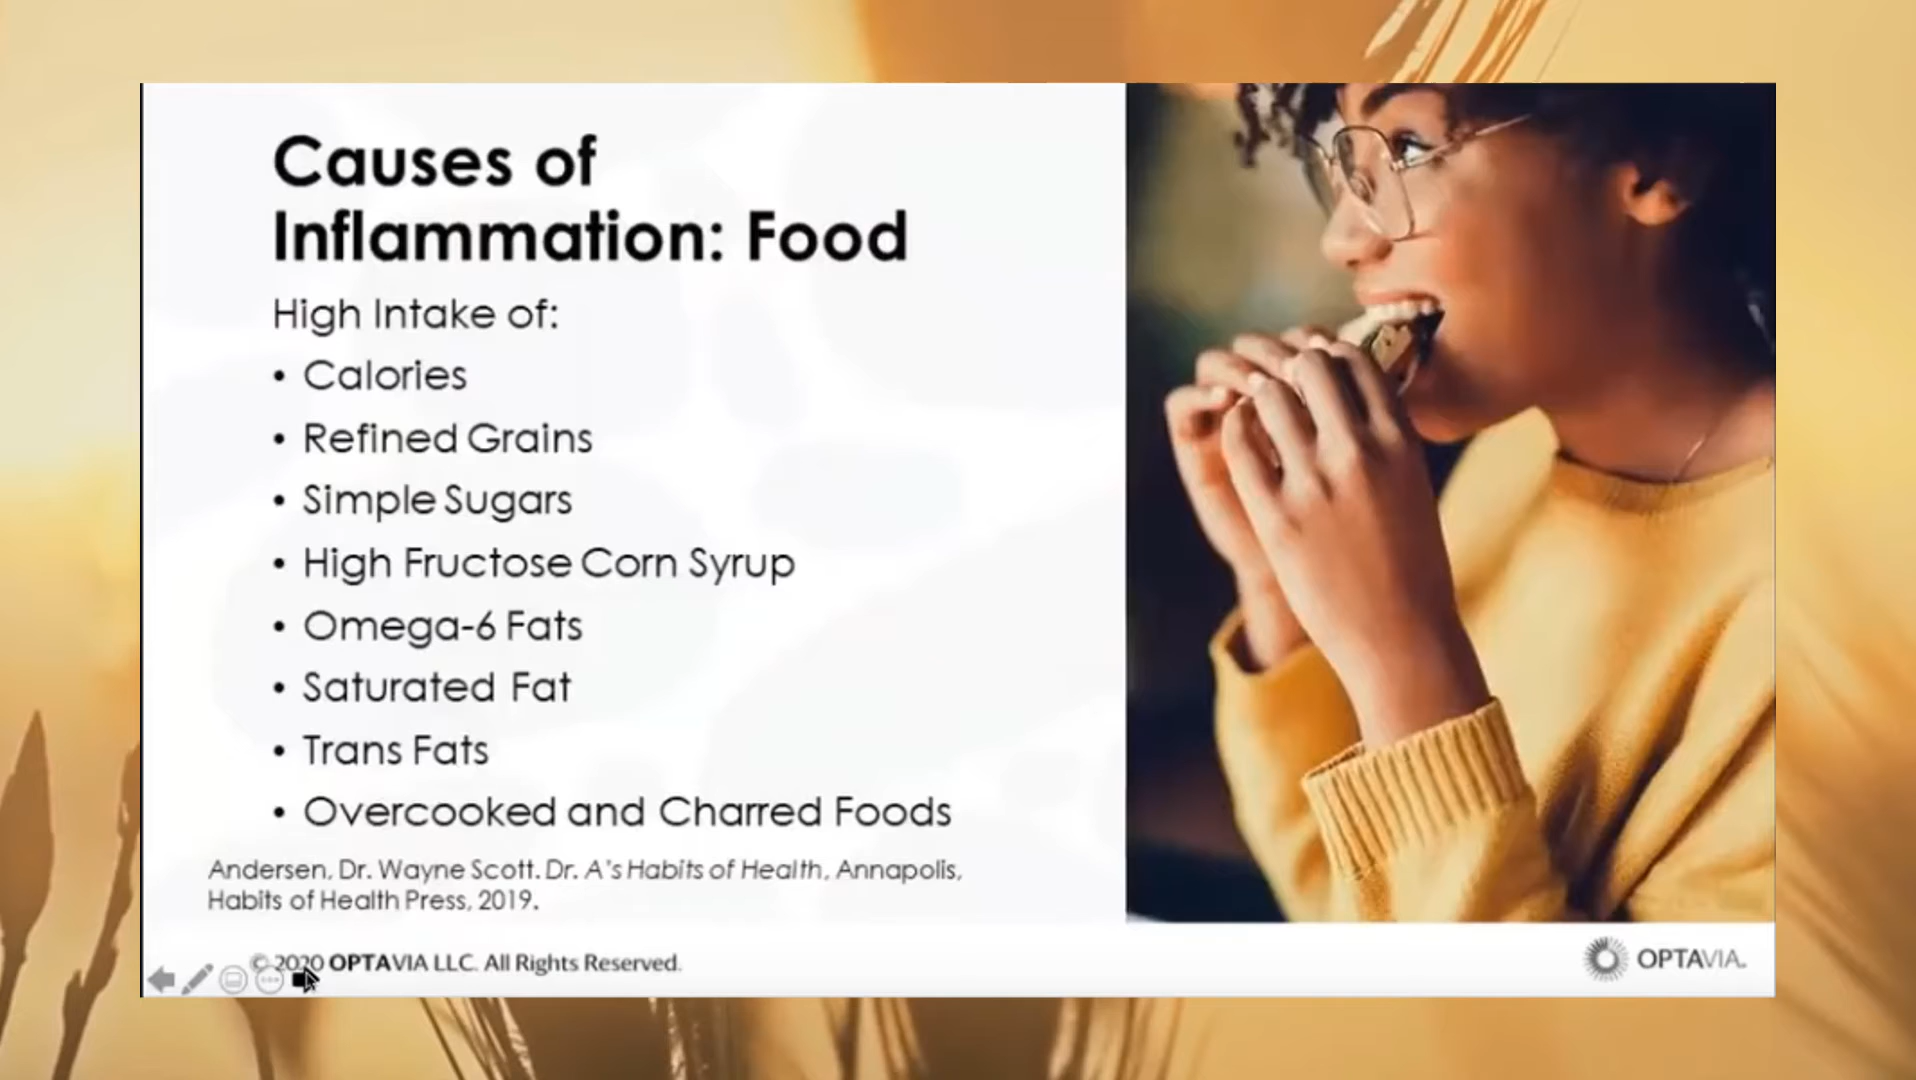 Causes of
Inflammation: Food
High Intake of:
• Calories
• Refined Grains
• Simple Sugars
• High Fructose Corn Syrup
• Omega-6 Fats
• Saturated Fat
• Trans Fats
• Overcooked and Charred Foods
Andersen, Dr. Wayne Scott. Dr. A's Habits of Health, Annapolis,
Habits of Health Press, 2019.
© 2020 OPTAVIA LLC. All Rights Reserved.
OPTAVIA.